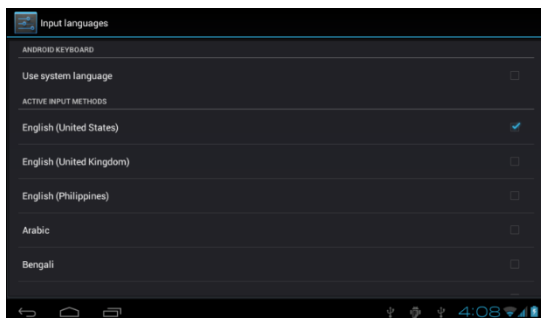 Input languages
ANDROID KEYBOARD
Use system language
ACTIVE INPUT METHODS
English (United States)
English (United Kingdom)
English (Philippines)
Arabic
Bengali
4:08